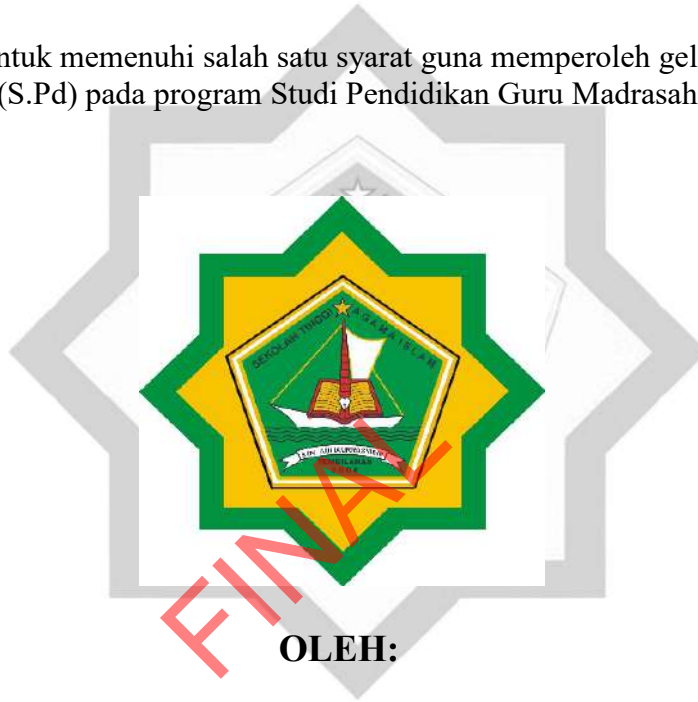 ntuk memenuhi salah satu syarat guna memperoleh gel
(S.Pd) pada program Studi Pendidikan Guru Madrasah
SEKOLAH TINGGI AGAMA ISLAM
2004
FINAL
OLEH: